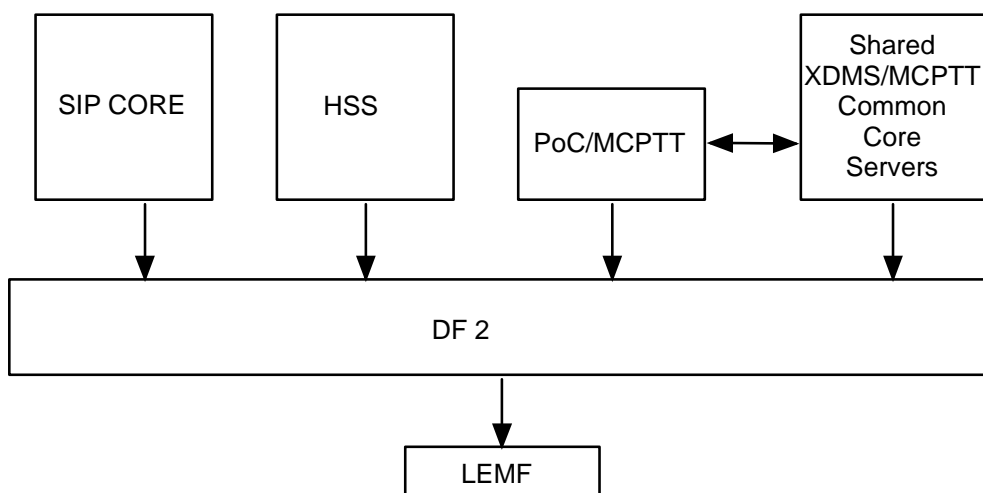 SIP CORE
HSS
PoC/MCPTT
Shared
XDMS/MCPTT
Common
Core
Servers
DF 2
LEMF